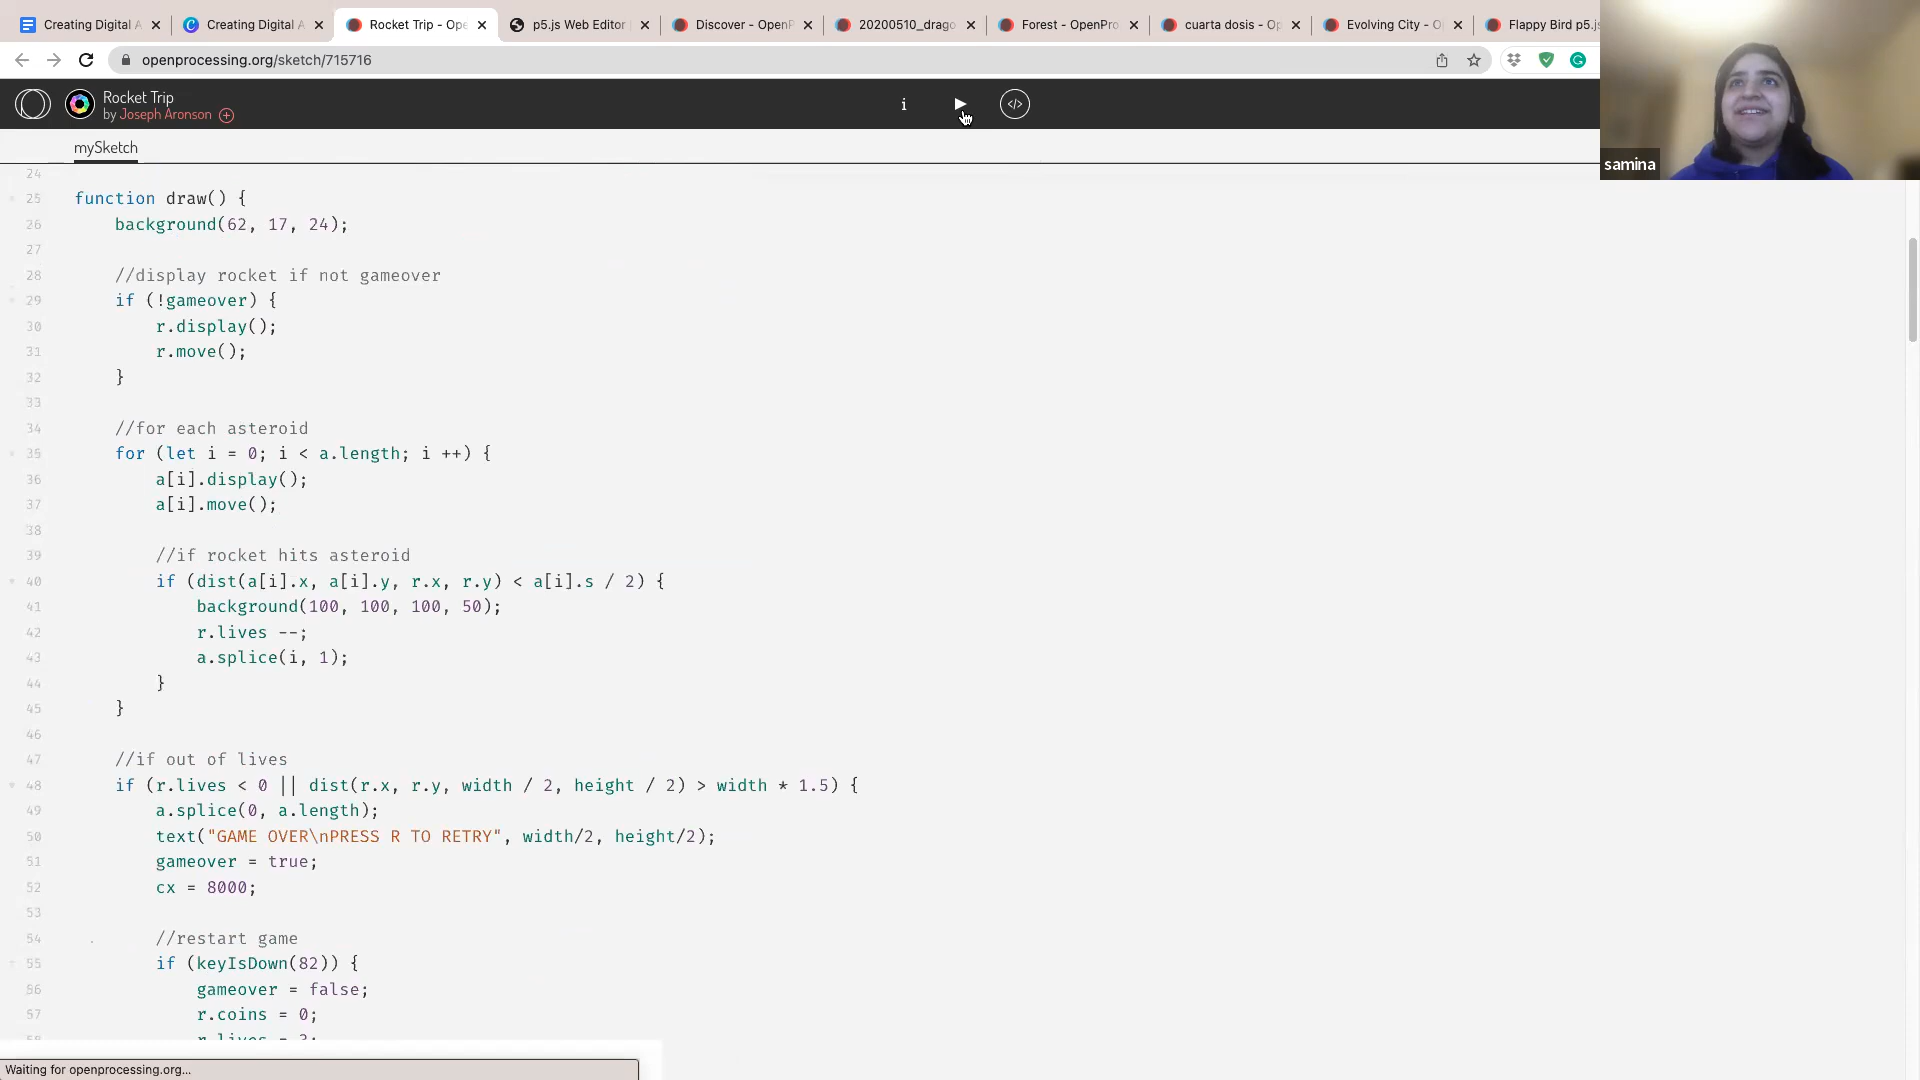 Creating Digital A
Creating Digital A
Rocket Trip - Ope
p5.js Web Editor
Discover - OpenP
20200510_drago
Forest - OpenPro
cuarta dosis - Op
Evolving City - O
Flappy Bird p5.js
openprocessing.org/sketch/715716
Rocket Trip
by Joseph Aronson
i
</>
samina
mySketch
24
25 function draw() {
26 background(62, 17, 24);
27
28 //display rocket if not gameover
29 if (!gameover) {
30 r.display();
31 r.move();
32 }
33
34 //for each asteroid
35 for (let i = 0; i < a.length; i ++) {
36 a[i].display();
37 a[i].move();
38
39 //if rocket hits asteroid
40 if (dist(a[i].x, a[i].y, r.x, r.y) < a[i].s / 2) {
41 background(100, 100, 100, 50);
42 r.lives --;
43 a.splice(i, 1);
44 }
45 }
46
47 //if out of lives
48 if (r.lives < 0 || dist(r.x, r.y, width / 2, height / 2) > width * 1.5) {
49 a.splice(0, a.length);
50 text("GAME OVER\nPRESS R TO RETRY", width/2, height/2);
51 gameover = true;
52 cx = 8000;
53
54 //restart game
55 if (keyIsDown(82)) {
56 gameover = false;
57 r.coins = 0;
58 r.lives = 3;
Waiting for openprocessing.org...